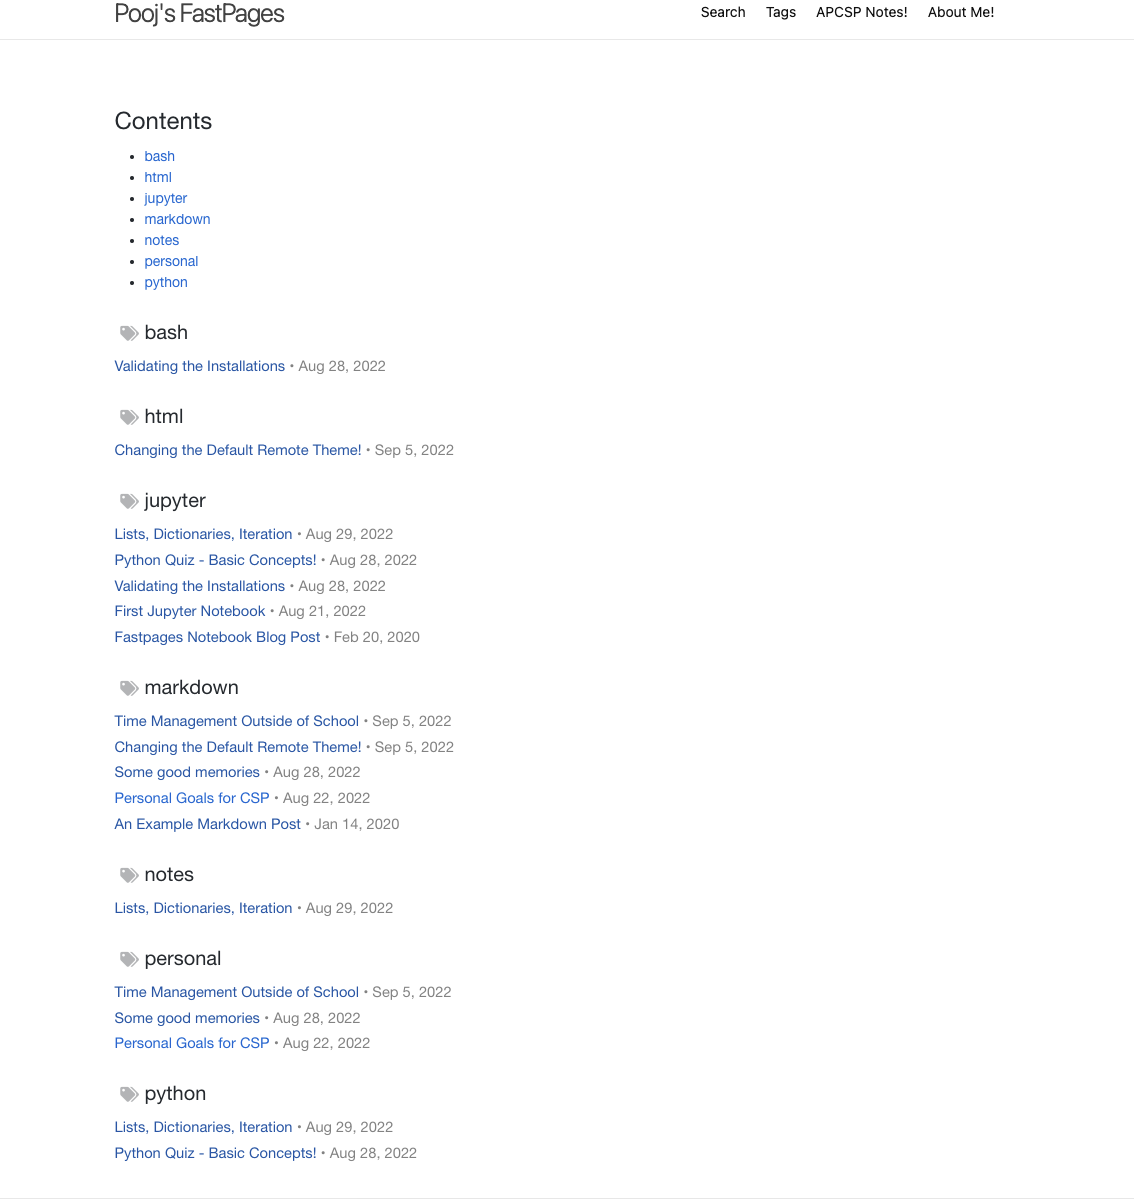 Pooj's FastPages
Search Tags APCSP Notes! About Me!
Contents
• bash
• html
• jupyter
• markdown
• notes
• personal
• python
bash
Validating the Installations • Aug 28, 2022
html
Changing the Default Remote Theme! • Sep 5, 2022
jupyter
Lists, Dictionaries, Iteration • Aug 29, 2022
Python Quiz - Basic Concepts! • Aug 28, 2022
Validating the Installations • Aug 28, 2022
First Jupyter Notebook • Aug 21, 2022
Fastpages Notebook Blog Post • Feb 20, 2020
markdown
Time Management Outside of School • Sep 5, 2022
Changing the Default Remote Theme! • Sep 5, 2022
Some good memories • Aug 28, 2022
Personal Goals for CSP • Aug 22, 2022
An Example Markdown Post • Jan 14, 2020
notes
Lists, Dictionaries, Iteration • Aug 29, 2022
personal
Time Management Outside of School • Sep 5, 2022
Some good memories • Aug 28, 2022
Personal Goals for CSP • Aug 22, 2022
python
Lists, Dictionaries, Iteration • Aug 29, 2022
Python Quiz - Basic Concepts! • Aug 28, 2022